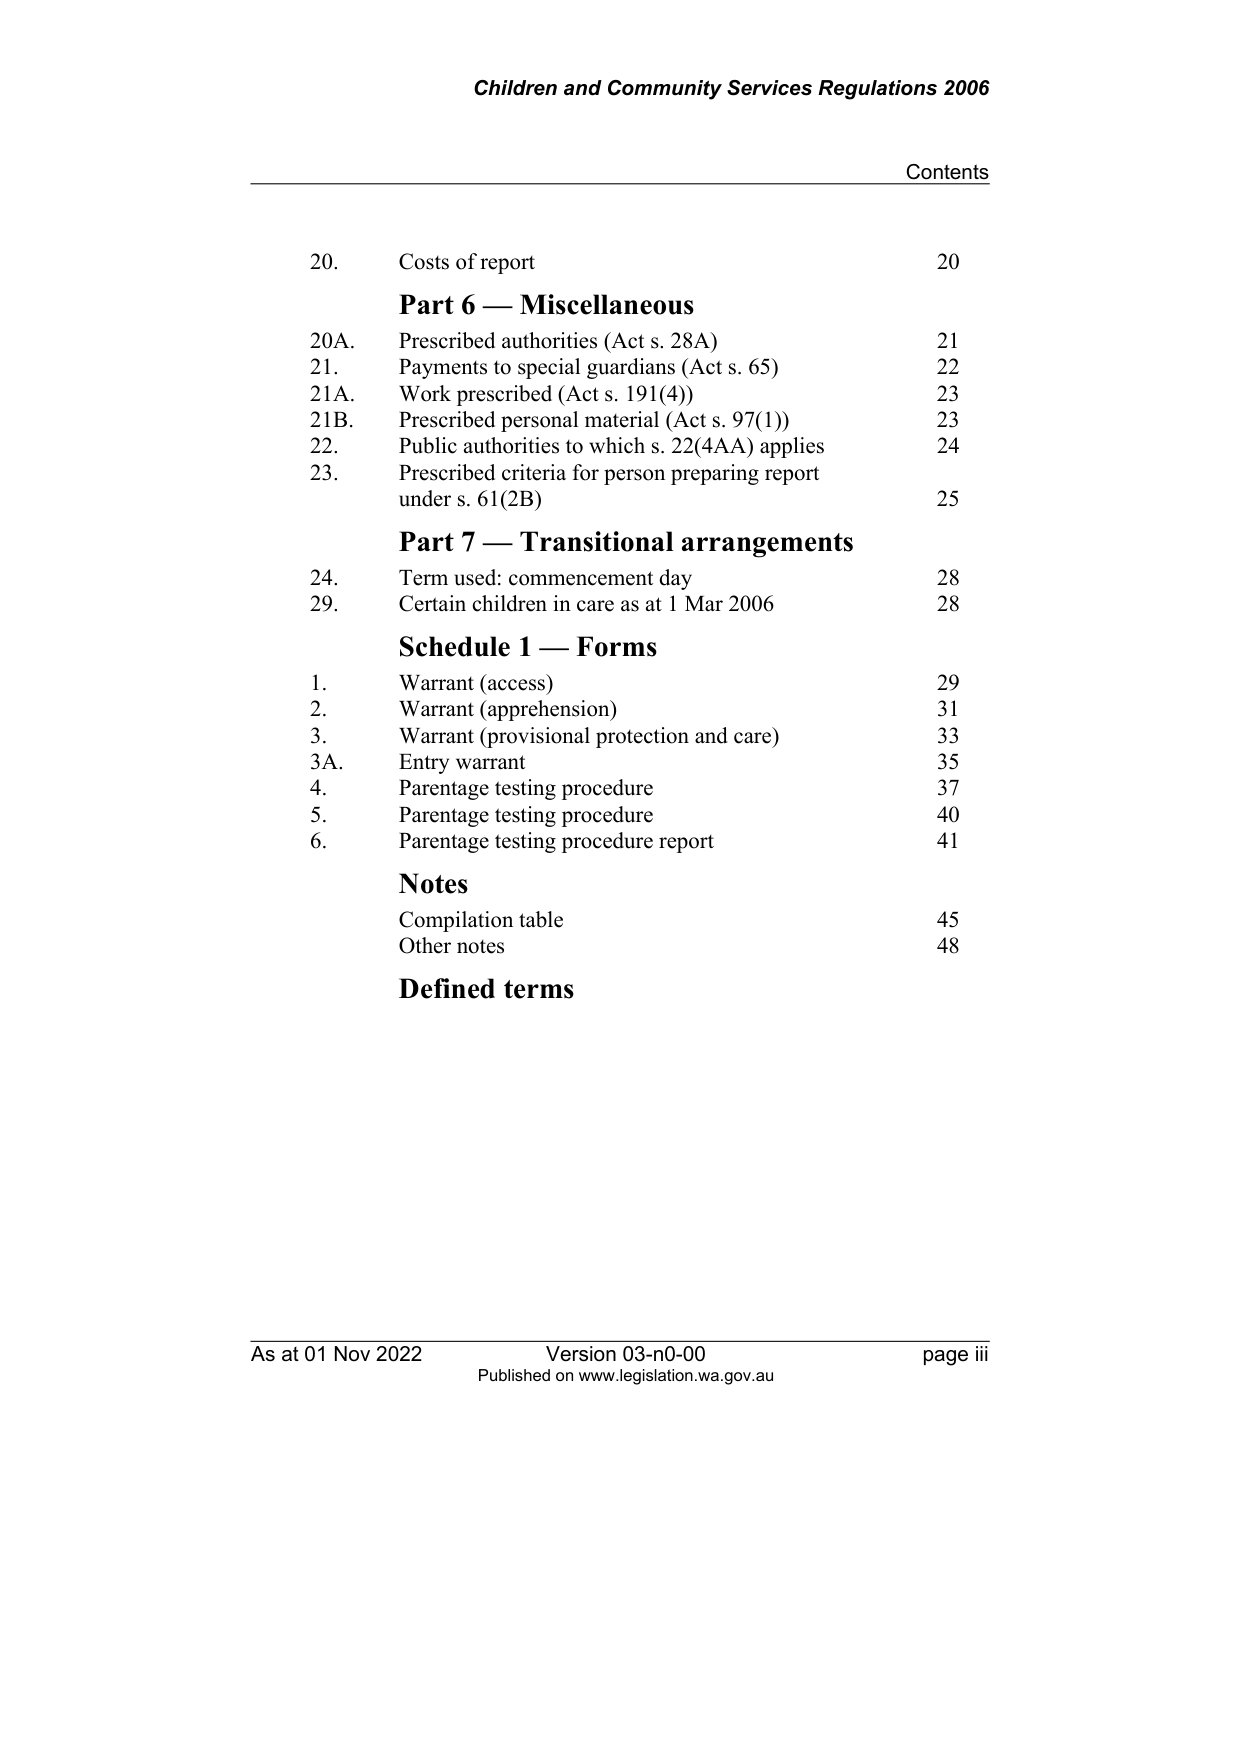 Children and Community Services Regulations 2006
Contents
20. Costs of report 20
Part 6 — Miscellaneous
20A. Prescribed authorities (Act s. 28A) 21
21. Payments to special guardians (Act s. 65) 22
21A. Work prescribed (Act s. 191(4)) 23
21B. Prescribed personal material (Act s. 97(1)) 23
22. Public authorities to which s. 22(4AA) applies 24
23. Prescribed criteria for person preparing report
under s. 61(2B) 25
Part 7 — Transitional arrangements
24. Term used: commencement day 28
29. Certain children in care as at 1 Mar 2006 28
Schedule 1 — Forms
1. Warrant (access) 29
2. Warrant (apprehension) 31
3. Warrant (provisional protection and care) 33
3A. Entry warrant 35
4. Parentage testing procedure 37
5. Parentage testing procedure 40
6. Parentage testing procedure report 41
Notes
Compilation table 45
Other notes 48
Defined terms
As at 01 Nov 2022 Version 03-n0-00 page iii
Published on www.legislation.wa.gov.au